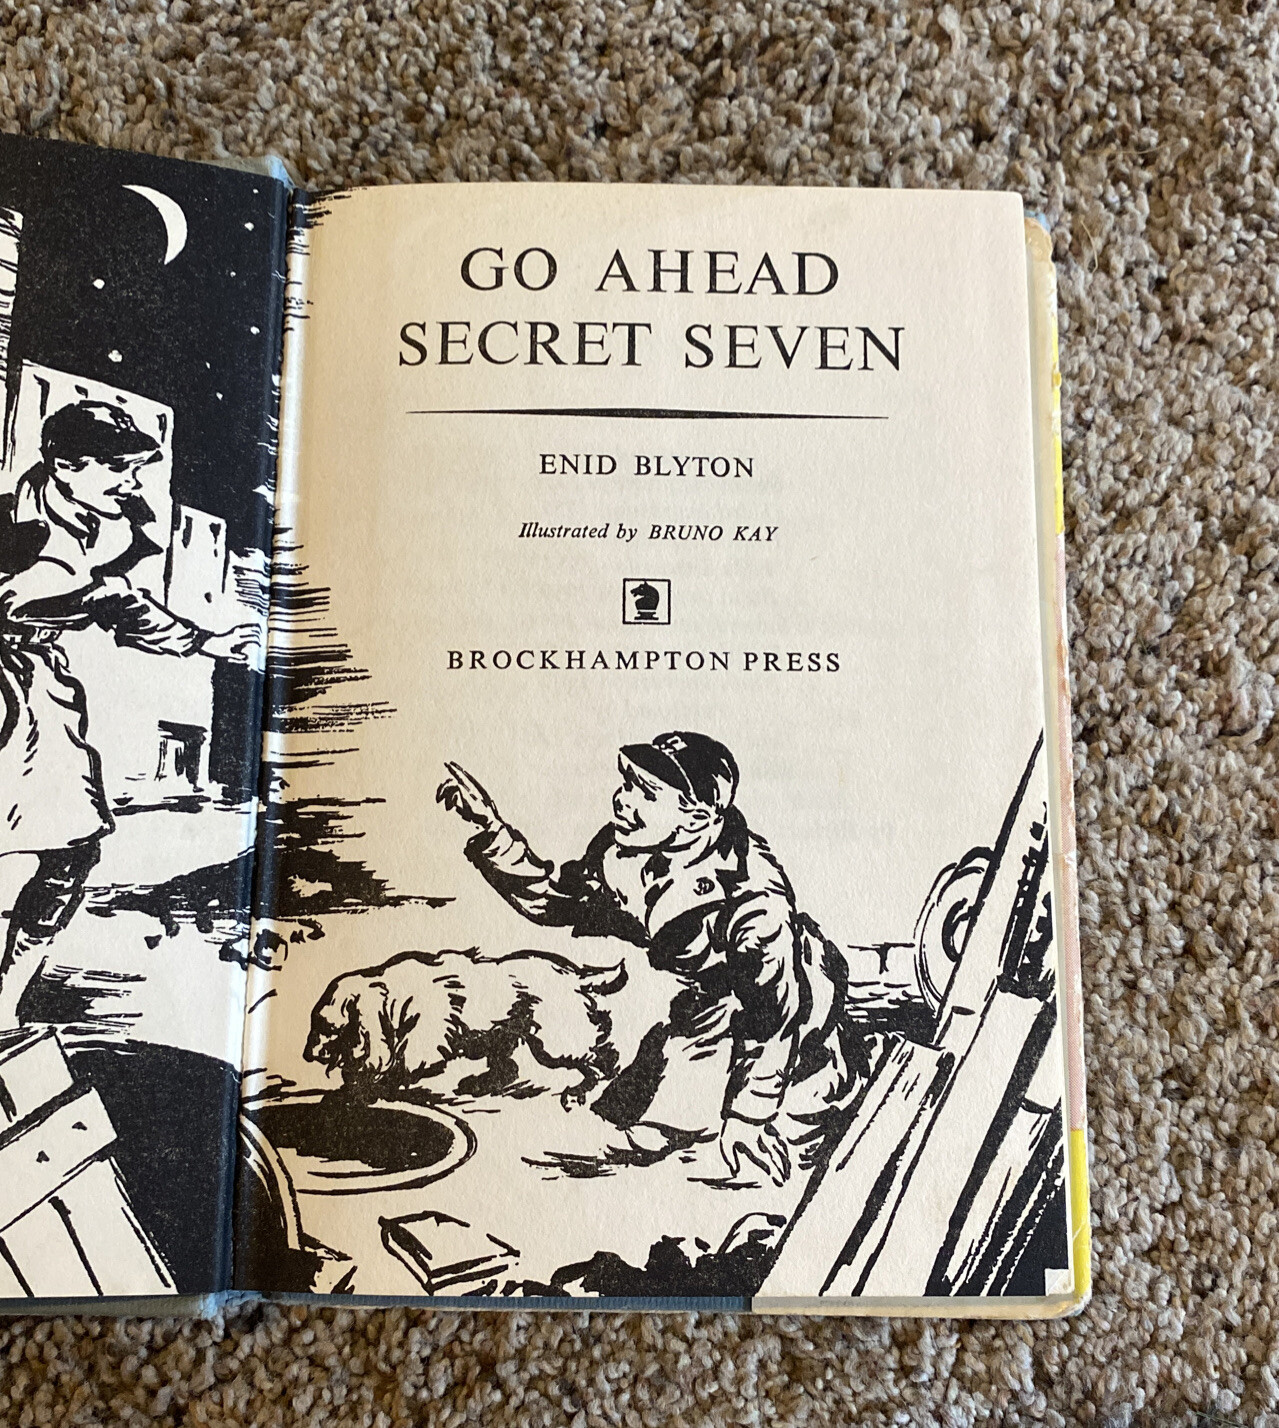 GO AHEAD
SECRET SEVEN
ENID BLYTON
Illustrated by BRUNO KAY
BROCKHAMPTON PRESS